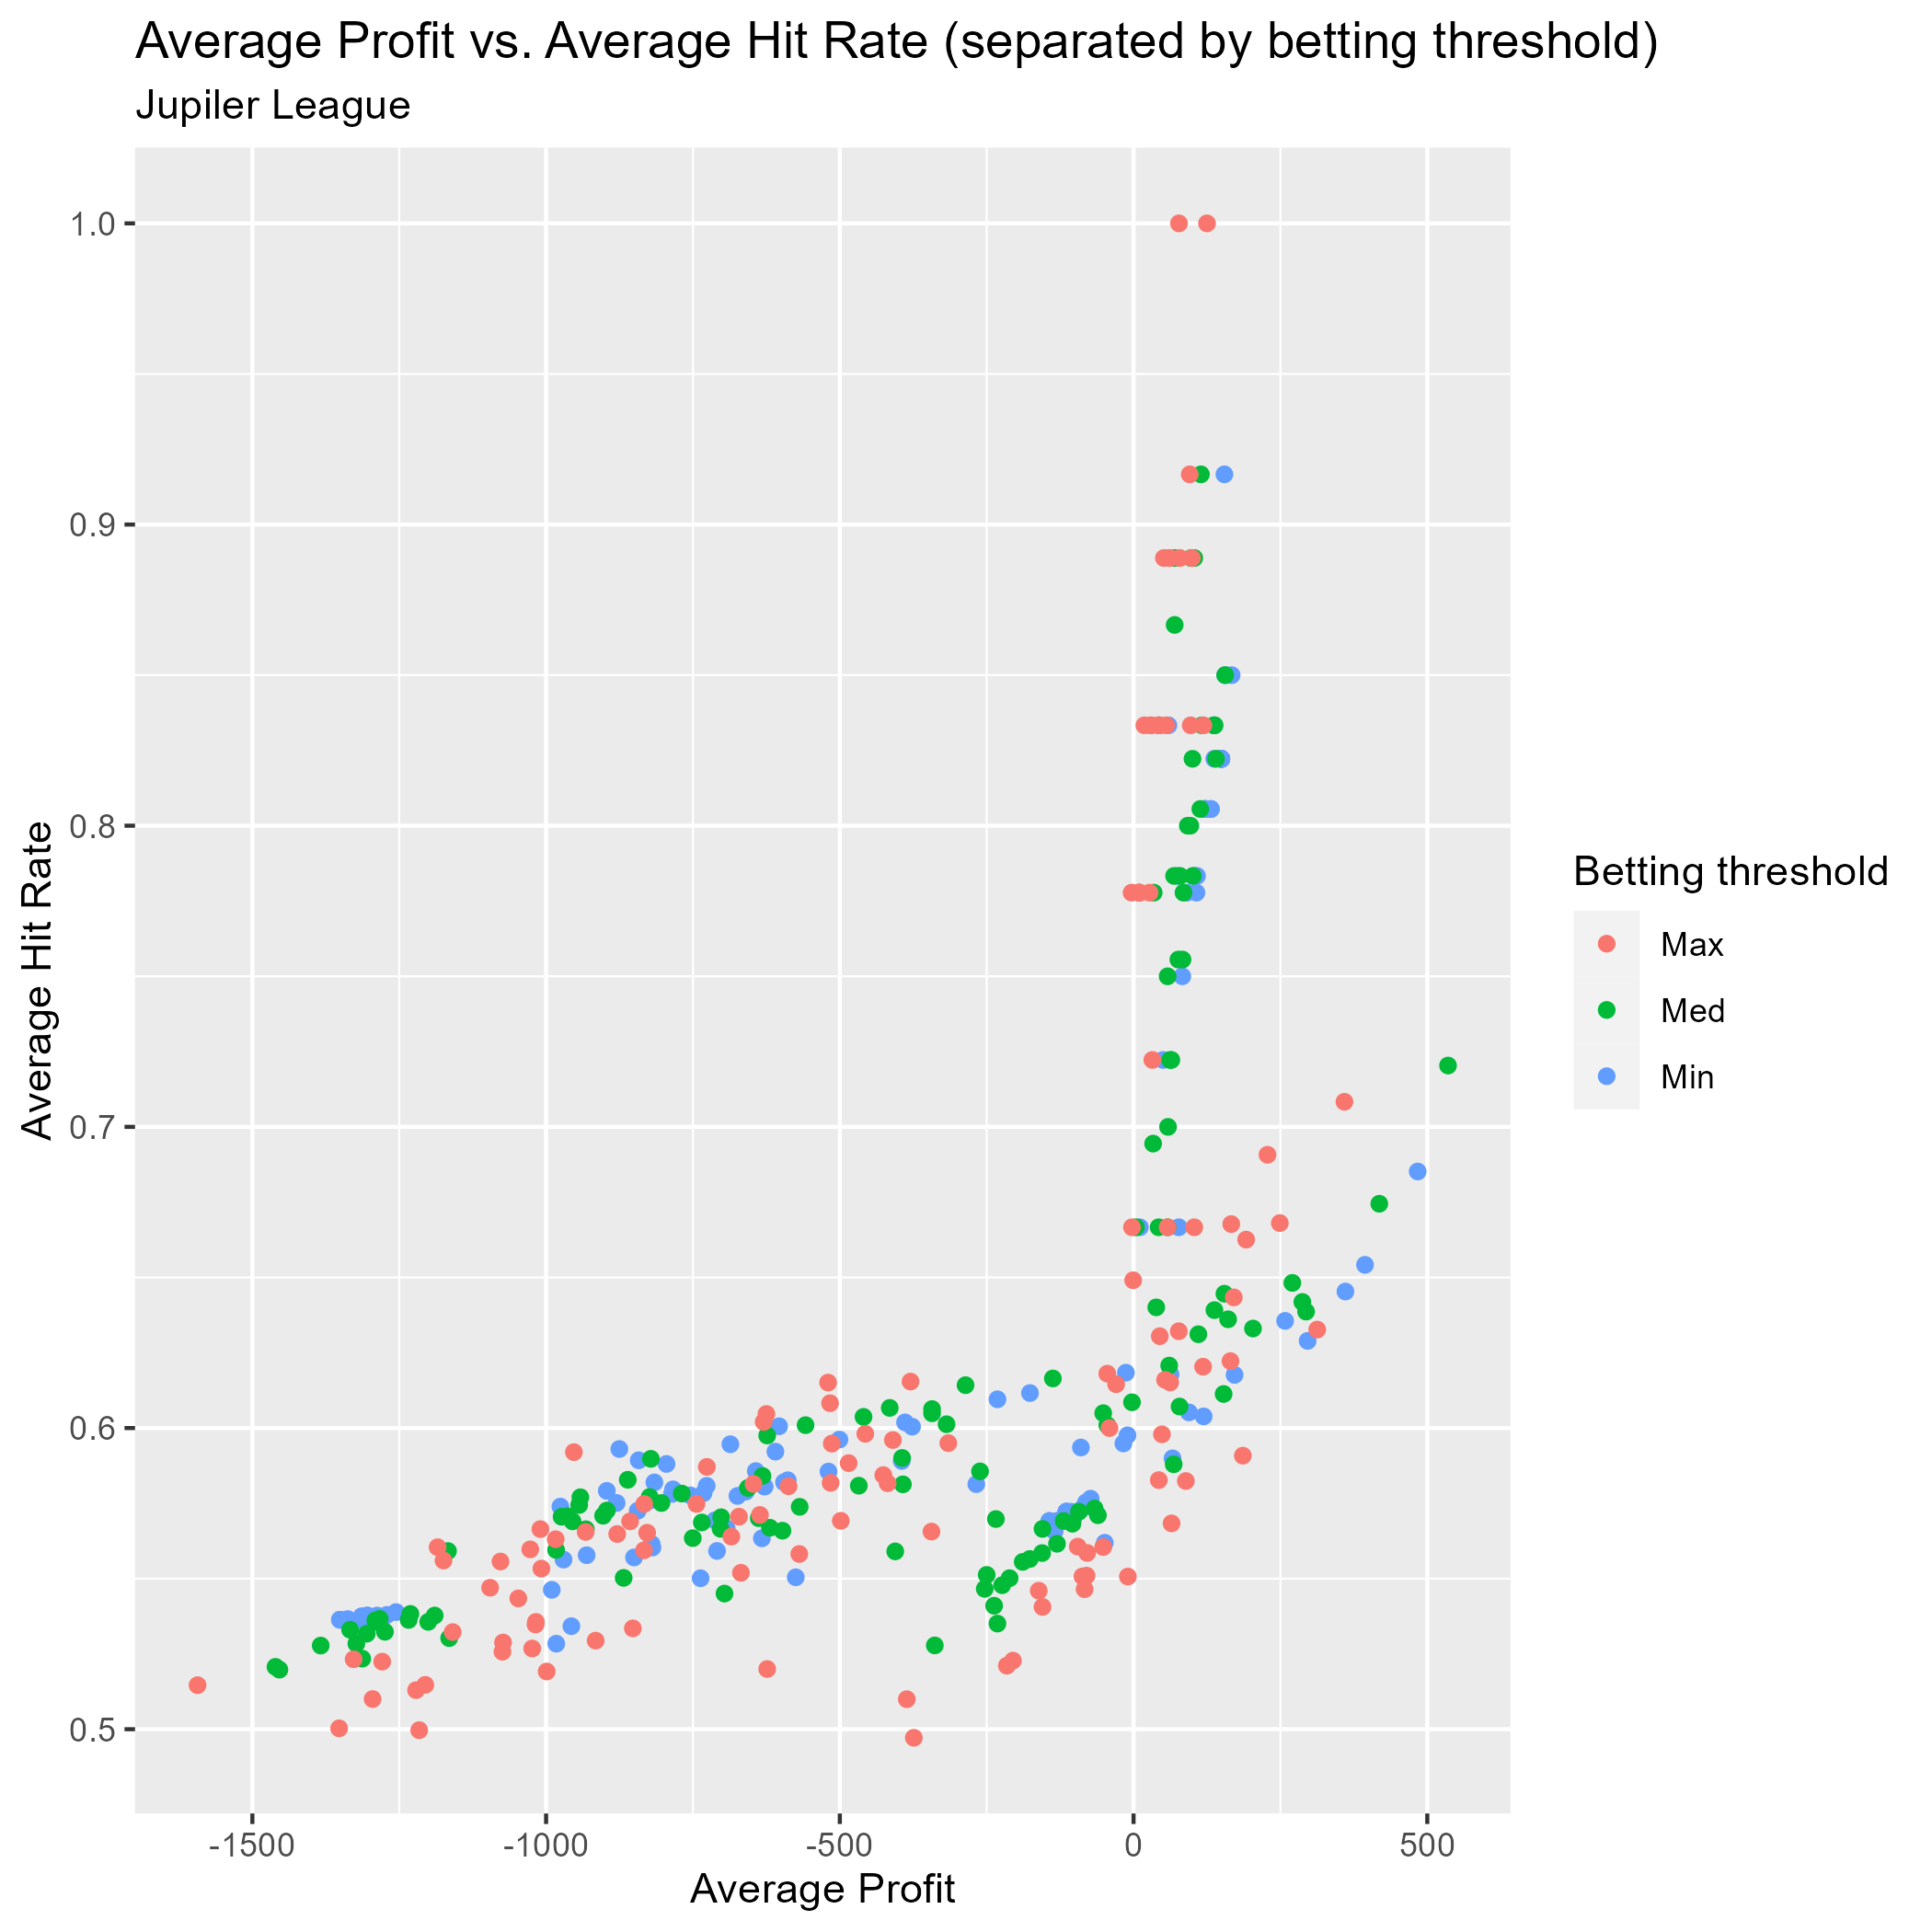 Average Profit vs. Average Hit Rate (separated by betting threshold)
Jupiler League
1.0
0.9
0.8
0.7
0.6
0.5
Average Hit Rate
-1500
-1000
-500
0
500
Average Profit
Betting threshold
Max
Med
Min